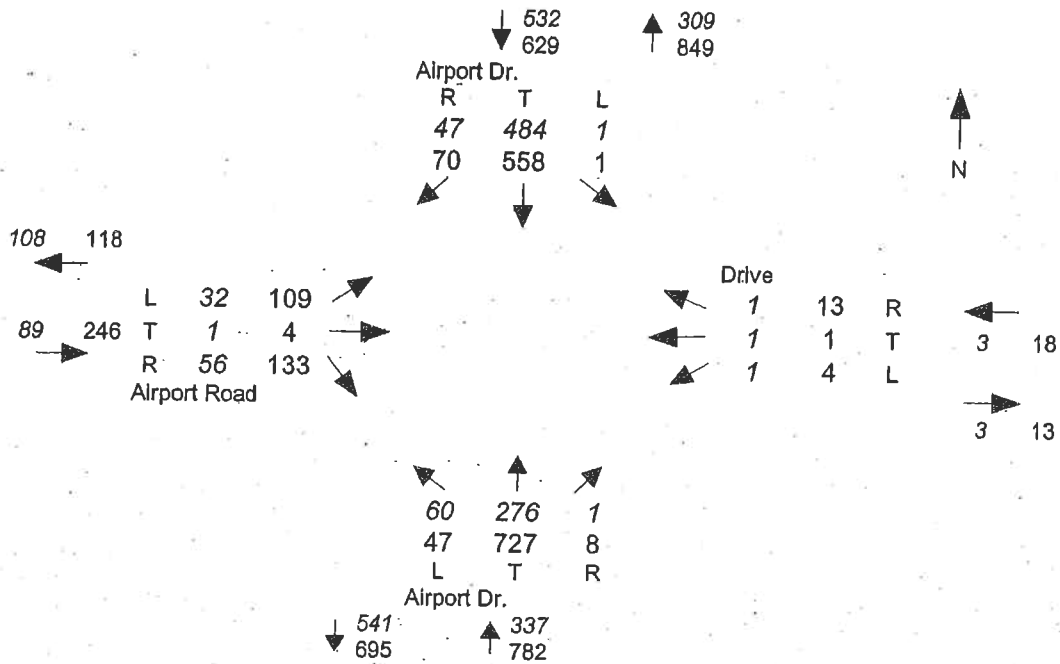 532 309
629 849
Airport Dr.
R T L
47 484 1
70 558 1
N
108 118
Drive
L 32 109 1 13 R
89 246 T 1 4 1 1 T 3 18
R 56 133 1 4 L
Airport Road
3 13
60 276 1
47 727 8
L T R
Airport Dr.
541 337
695 782